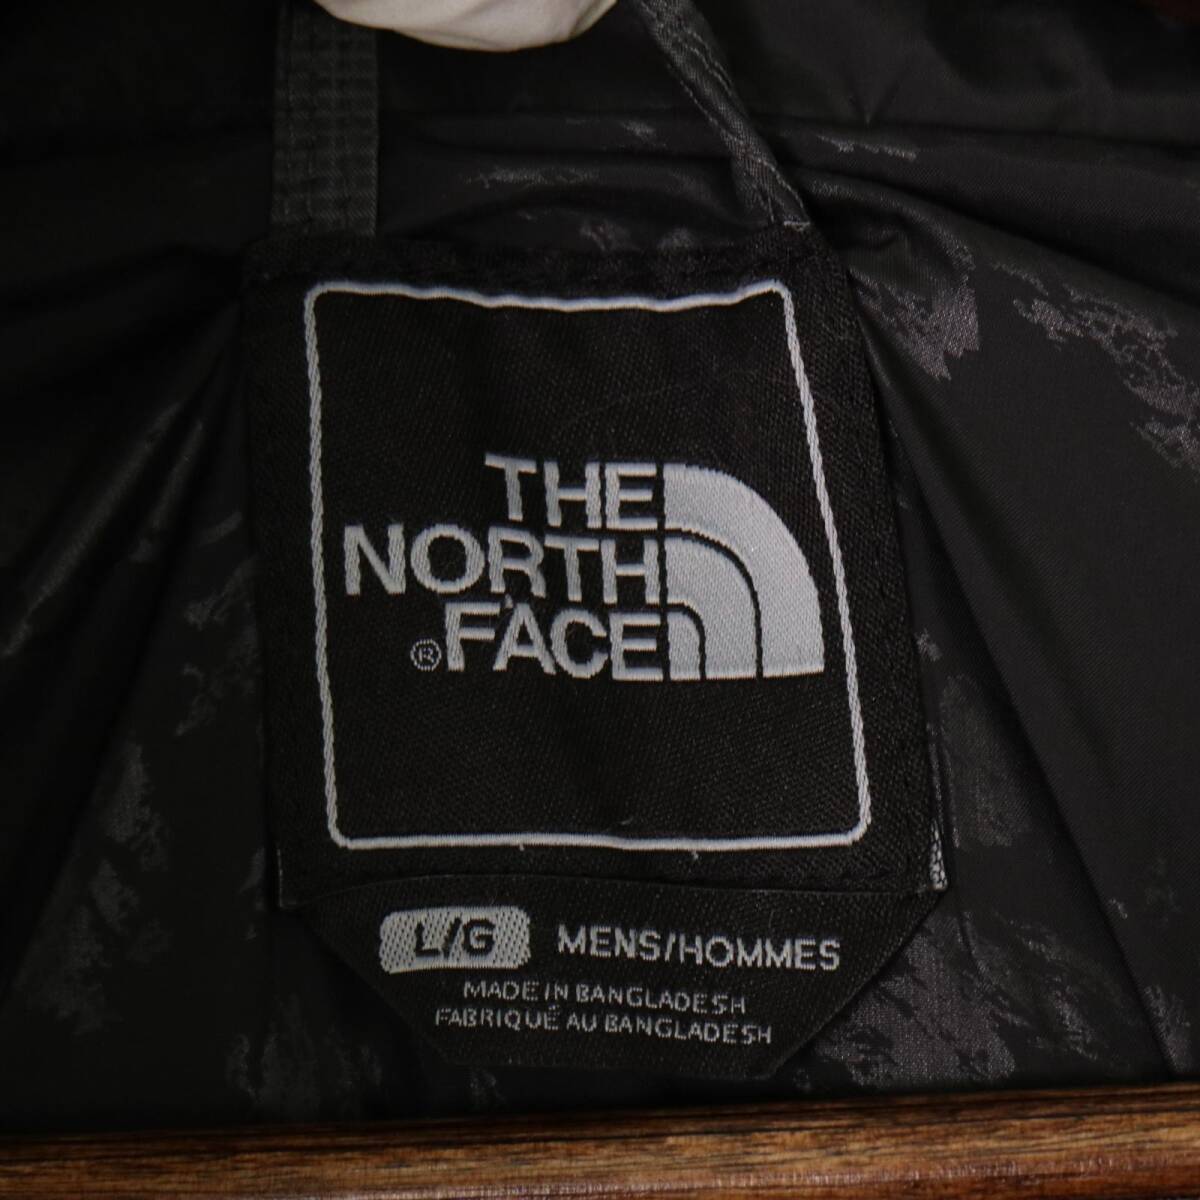 THE
NORTH
® FACE
L/G MENS/HOMMES
MADE IN BANGLADESH
FABRIQUÉ AU BANGLADESH